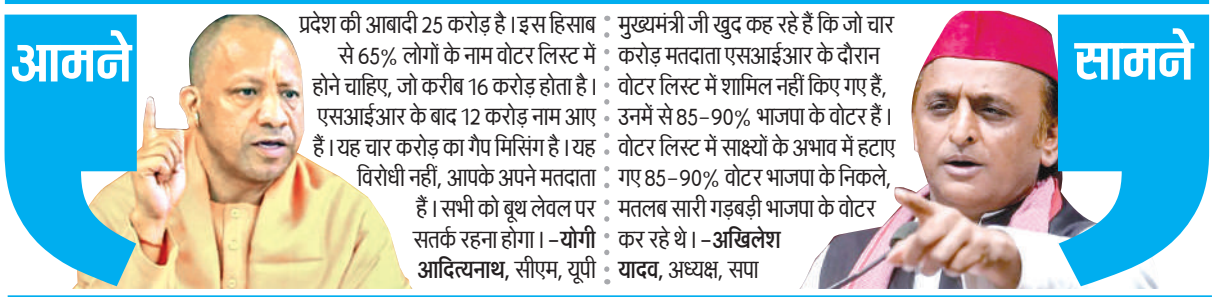 आमने
प्रदेश की आबादी 25 करोड़ है। इस हिसाब
से 65% लोगों के नाम वोटर लिस्ट में
होने चाहिए, जो करीब 16 करोड़ होता है।
एसआईआर के बाद 12 करोड़ नाम आए
हैं। यह चार करोड़ का गैप मिसिंग है। यह
विरोधी नहीं, आपके अपने मतदाता
हैं। सभी को बूथ लेवल पर
सतर्क रहना होगा। -योगी
आदित्यनाथ, सीएम, यूपी
मुख्यमंत्री जी खुद कह रहे हैं कि जो चार
करोड़ मतदाता एसआईआर के दौरान
वोटर लिस्ट में शामिल नहीं किए गए हैं,
उनमें से 85-90% भाजपा के वोटर हैं।
वोटर लिस्ट में साक्ष्यों के अभाव में हटाए
गए 85-90% वोटर भाजपा के निकले,
मतलब सारी गड़बड़ी भाजपा के वोटर
कर रहे थे। -अखिलेश
यादव, अध्यक्ष, सपा
सामने